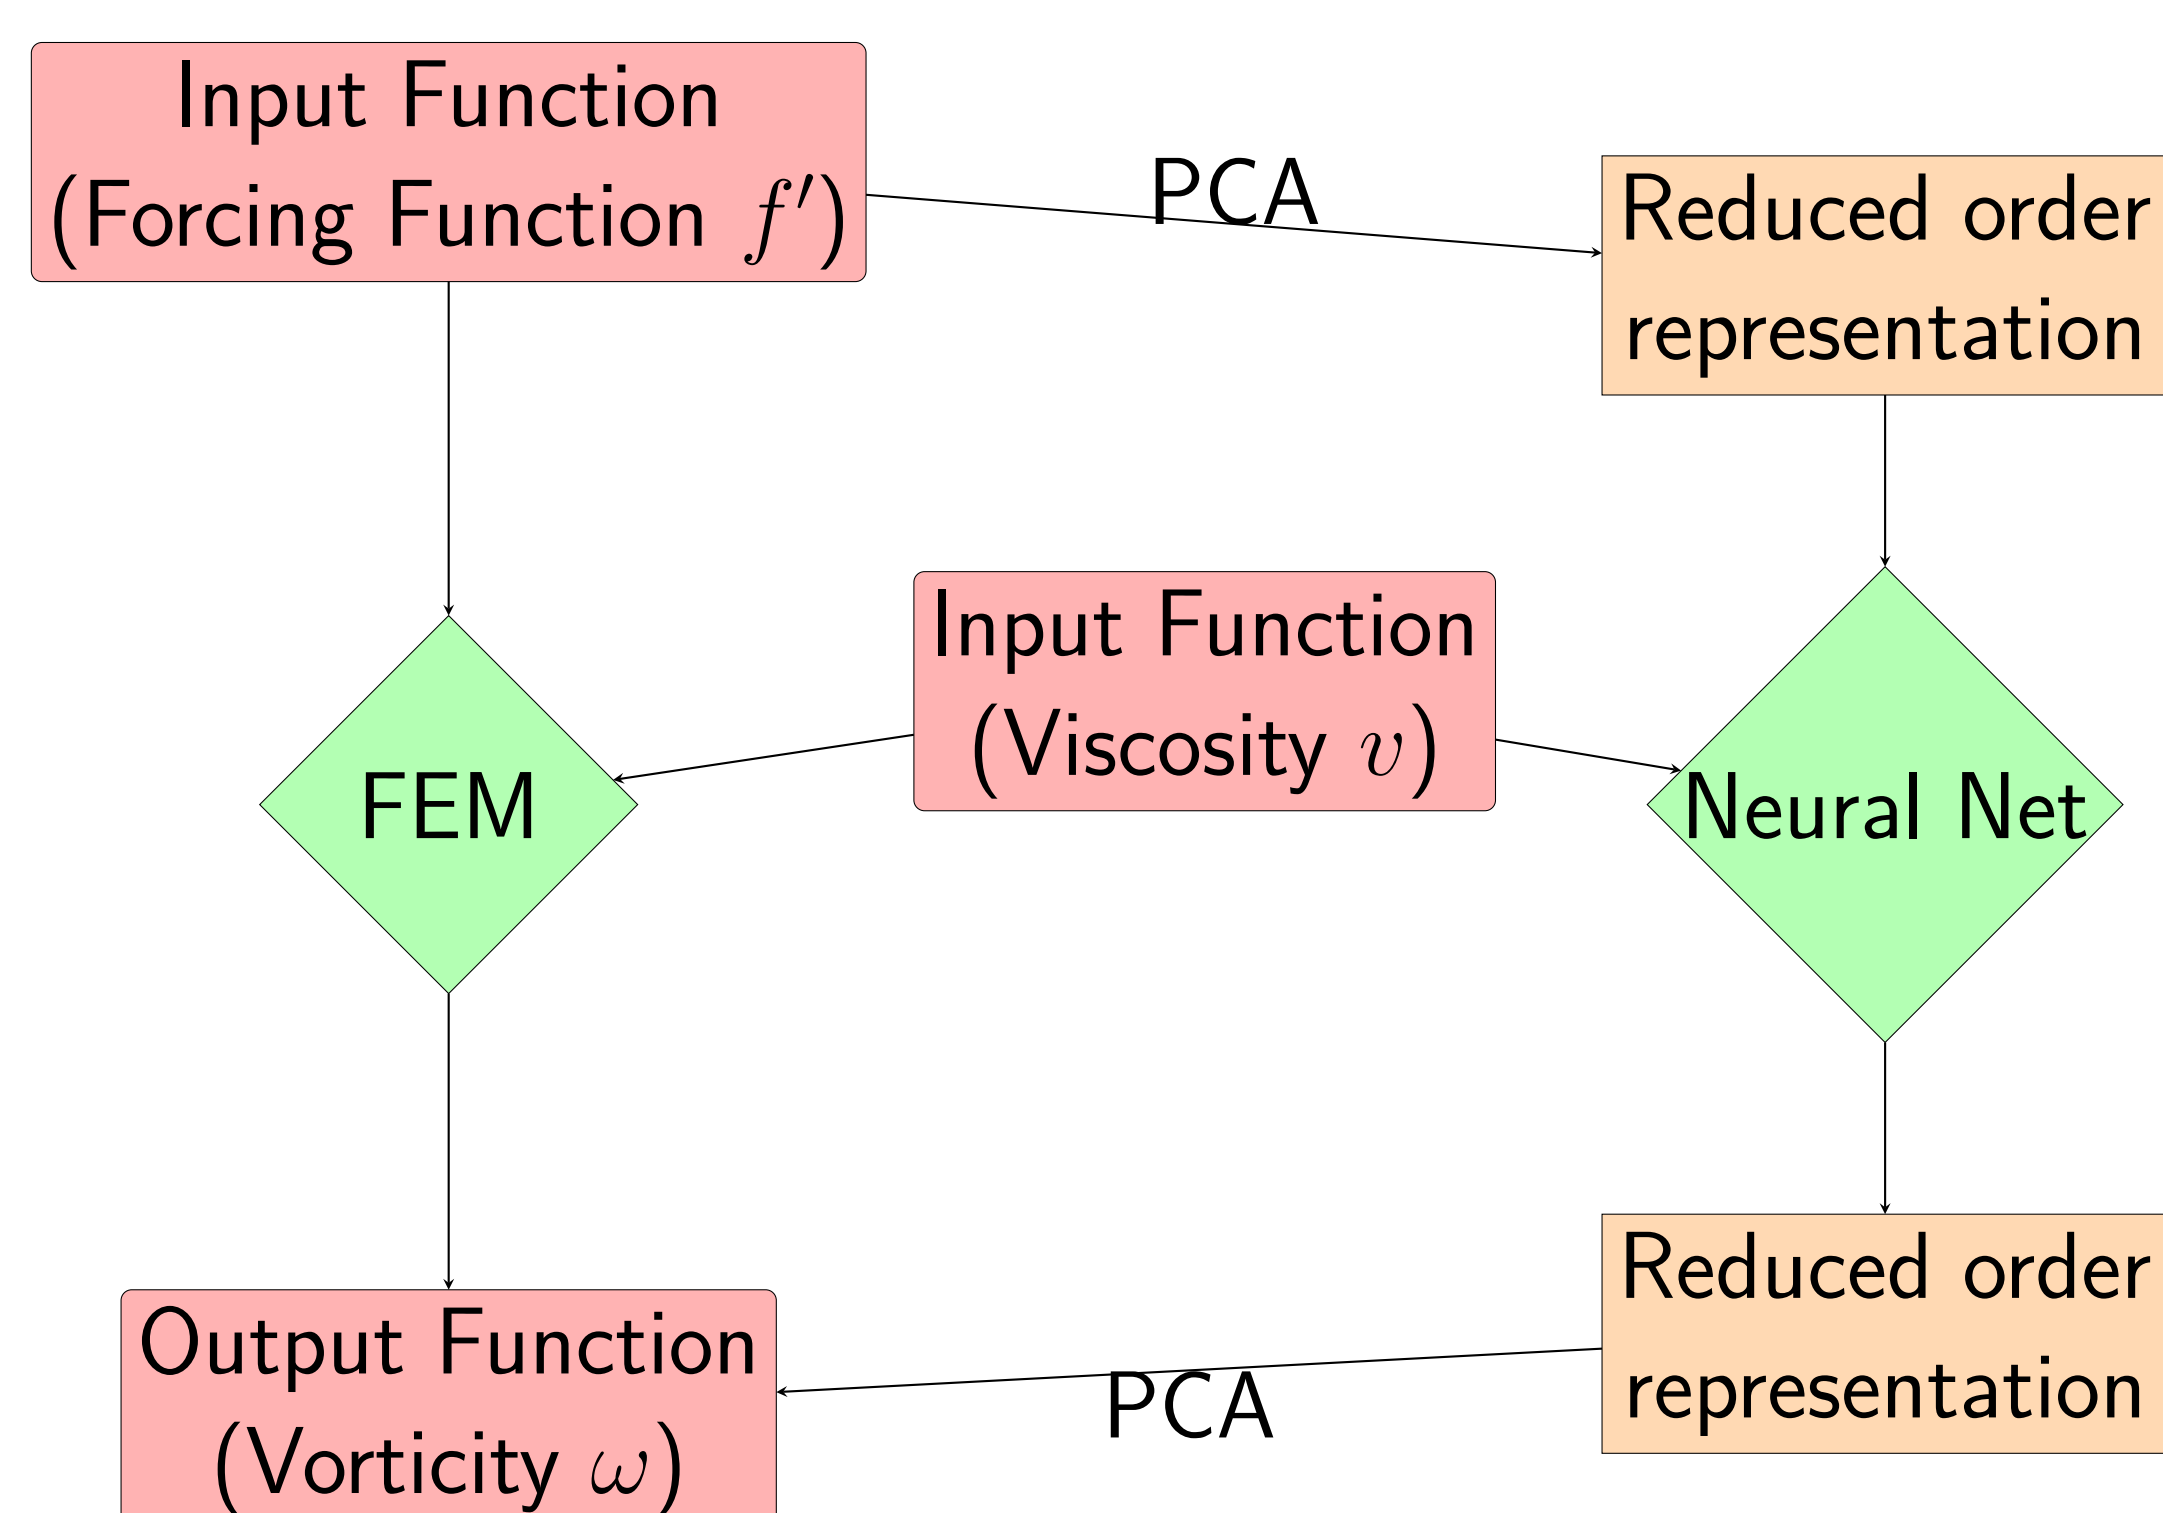 Input Function
(Forcing Function f′)
PCA
Reduced order
representation
Input Function
(Viscosity v)
FEM
Neural Net
Output Function
(Vorticity ω)
PCA
Reduced order
representation